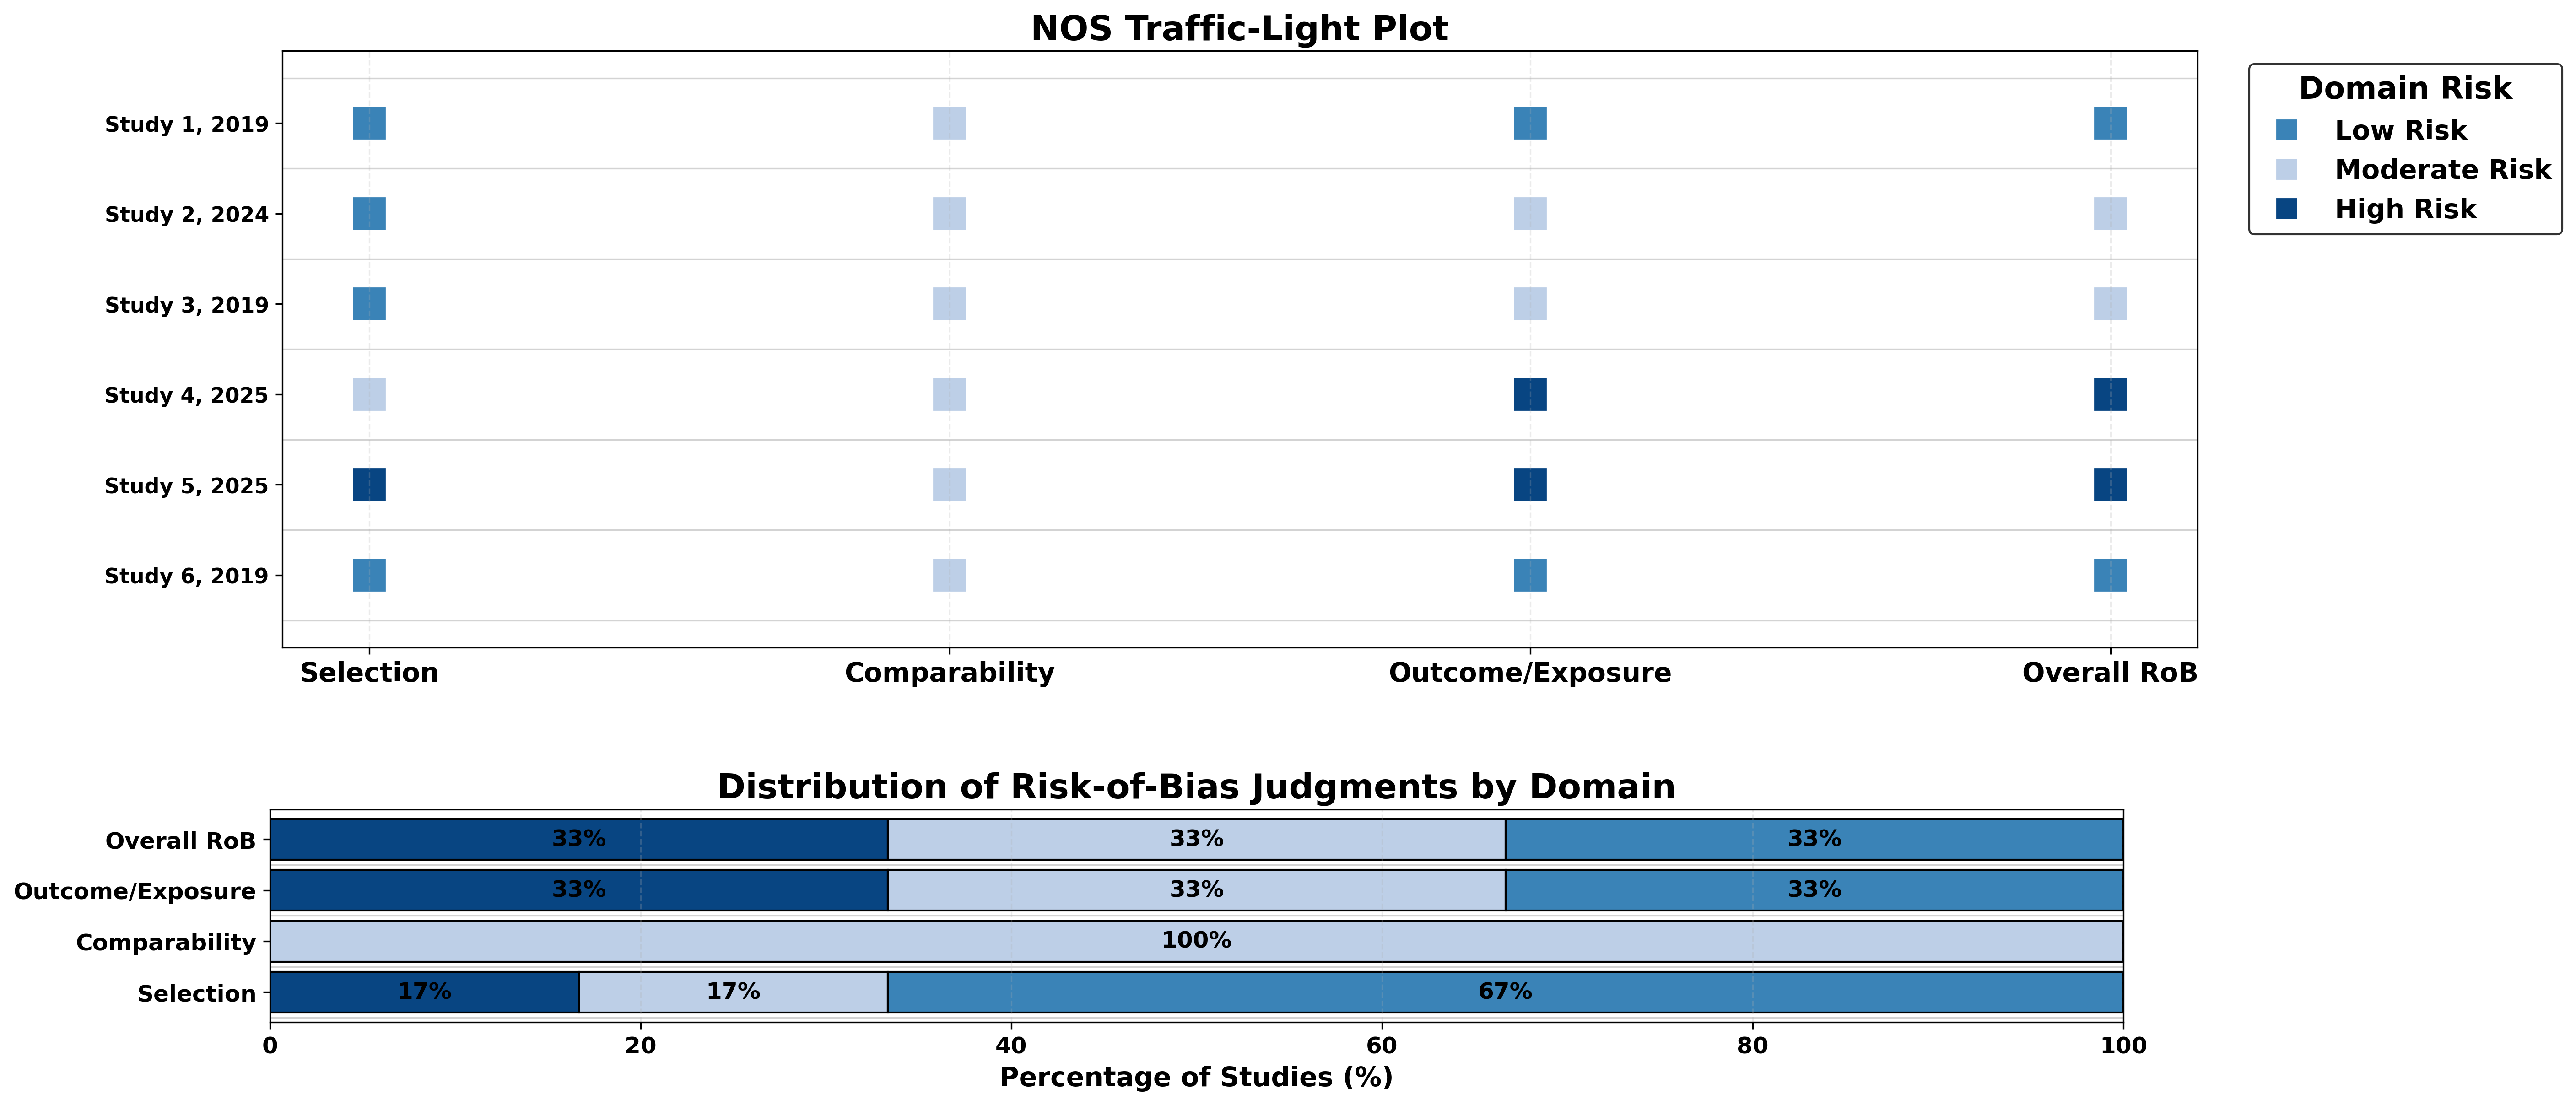 NOS Traffic-Light Plot
Domain Risk
Low Risk
Moderate Risk
High Risk
Study 1, 2019
Study 2, 2024
Study 3, 2019
Study 4, 2025
Study 5, 2025
Study 6, 2019
Selection
Comparability
Outcome/Exposure
Overall RoB
Distribution of Risk-of-Bias Judgments by Domain
Overall RoB 33% 33% 33%
Outcome/Exposure 33% 33% 33%
Comparability 100%
Selection 17% 17% 67%
0 20 40 60 80 100
Percentage of Studies (%)